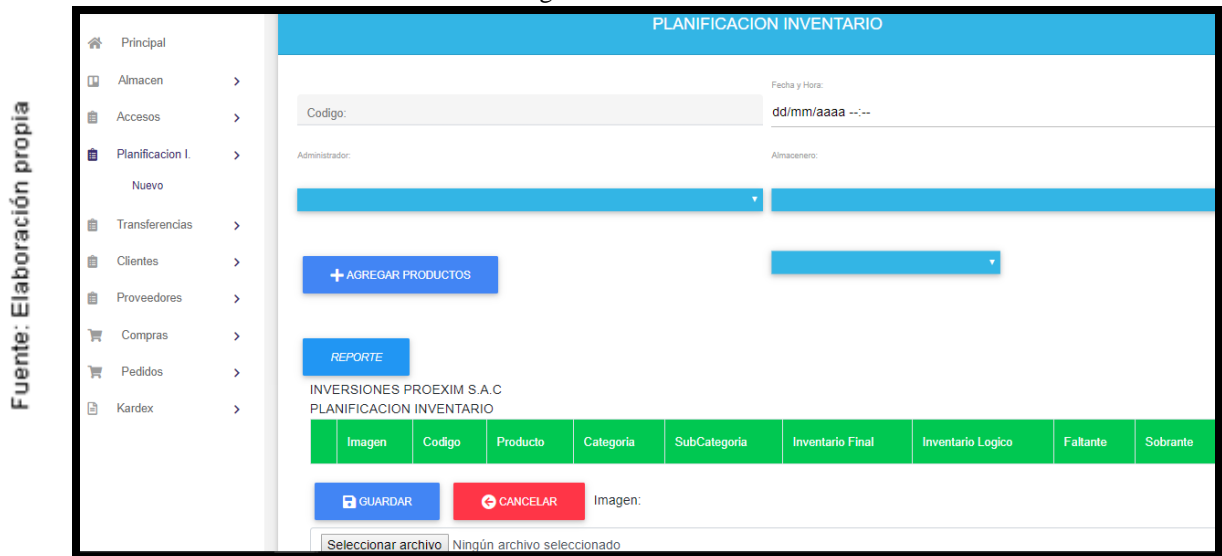 Fuente: Elaboración propia
Principal
Almacen
Accesos
Planificacion I.
Nuevo
Transferencias
Clientes
Proveedores
Compras
Pedidos
Kardex
PLANIFICACION INVENTARIO
Codigo:
Fecha y Hora:
dd/mm/aaaa --:--
Administrador:
Almacenero:
AGREGAR PRODUCTOS
REPORTE
INVERSIONES PROEXIM S.A.C
PLANIFICACION INVENTARIO
Imagen Codigo Producto Categoria SubCategoria Inventario Final Inventario Logico Faltante Sobrante
GUARDAR CANCELAR Imagen:
Seleccionar archivo Ningún archivo seleccionado